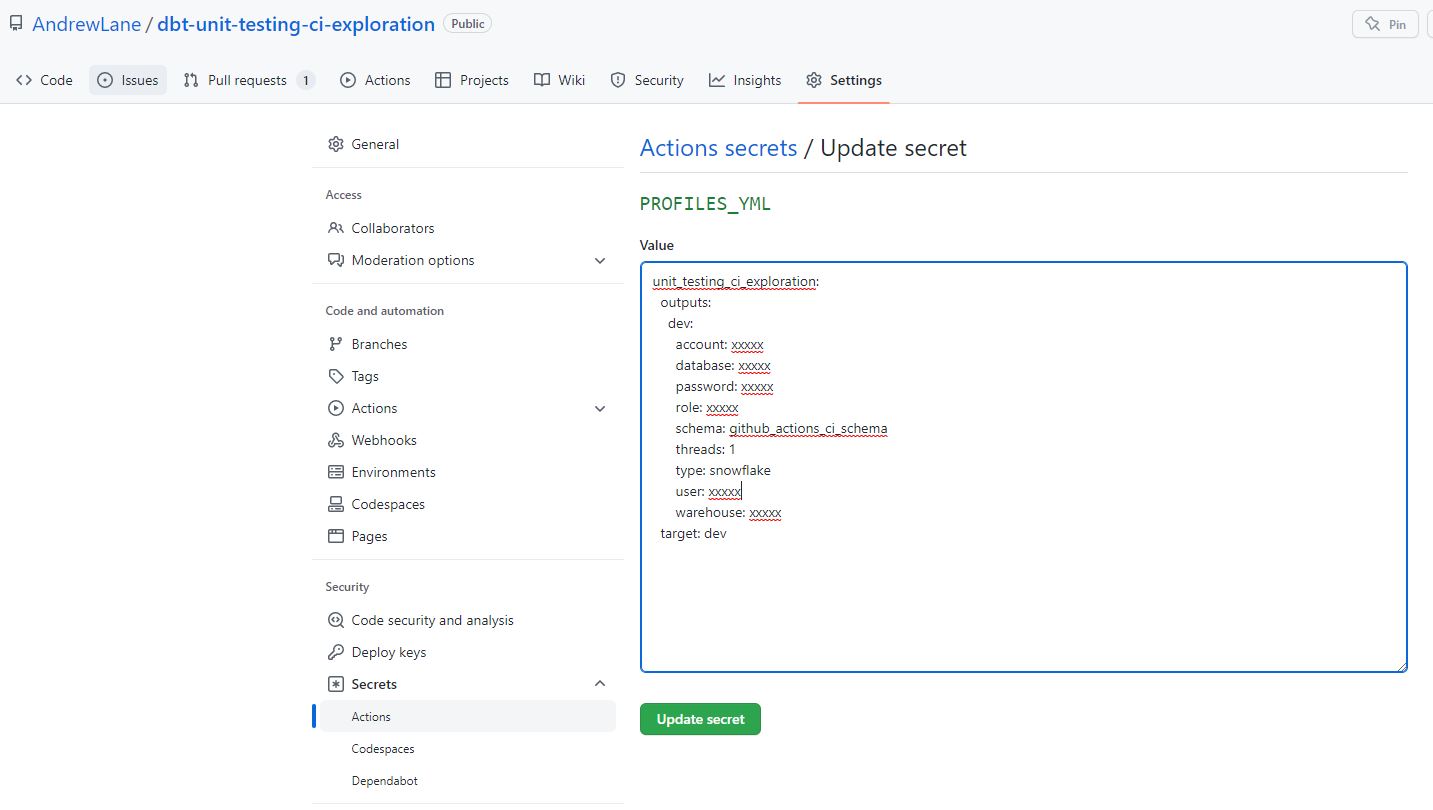 AndrewLane / dbt-unit-testing-ci-exploration Public
Pin
Code Issues Pull requests 1 Actions Projects Wiki Security Insights Settings
General
Access
Collaborators
Moderation options
Code and automation
Branches
Tags
Actions
Webhooks
Environments
Codespaces
Pages
Security
Code security and analysis
Deploy keys
Secrets
Actions
Codespaces
Dependabot
Actions secrets / Update secret
PROFILES_YML
Value
unit_testing_ci_exploration:
  outputs:
    dev:
      account: xxxxx
      database: xxxxx
      password: xxxxx
      role: xxxxx
      schema: github_actions_ci_schema
      threads: 1
      type: snowflake
      user: xxxxx
      warehouse: xxxxx
  target: dev
Update secret